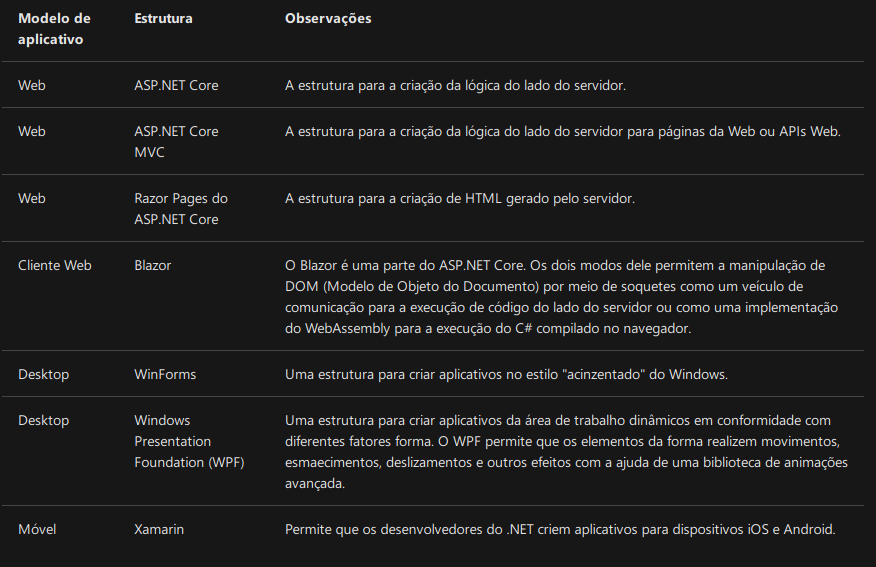 Modelo de aplicativo Estrutura Observações
Web ASP.NET Core A estrutura para a criação da lógica do lado do servidor.
Web ASP.NET Core MVC A estrutura para a criação da lógica do lado do servidor para páginas da Web ou APIs Web.
Web Razor Pages do ASP.NET Core A estrutura para a criação de HTML gerado pelo servidor.
Cliente Web Blazor O Blazor é uma parte do ASP.NET Core. Os dois modos dele permitem a manipulação de
DOM (Modelo de Objeto do Documento) por meio de soquetes como um veículo de
comunicação para a execução de código do lado do servidor ou como uma implementação
do WebAssembly para a execução do C# compilado no navegador.
Desktop WinForms Uma estrutura para criar aplicativos no estilo "acinzentado" do Windows.
Desktop Windows Presentation Foundation (WPF) Uma estrutura para criar aplicativos da área de trabalho dinâmicos em conformidade com
diferentes fatores forma. O WPF permite que os elementos da forma realizem movimentos,
esmaecimentos, deslizamentos e outros efeitos com a ajuda de uma biblioteca de animações
avançada.
Móvel Xamarin Permite que os desenvolvedores do .NET criem aplicativos para dispositivos iOS e Android.